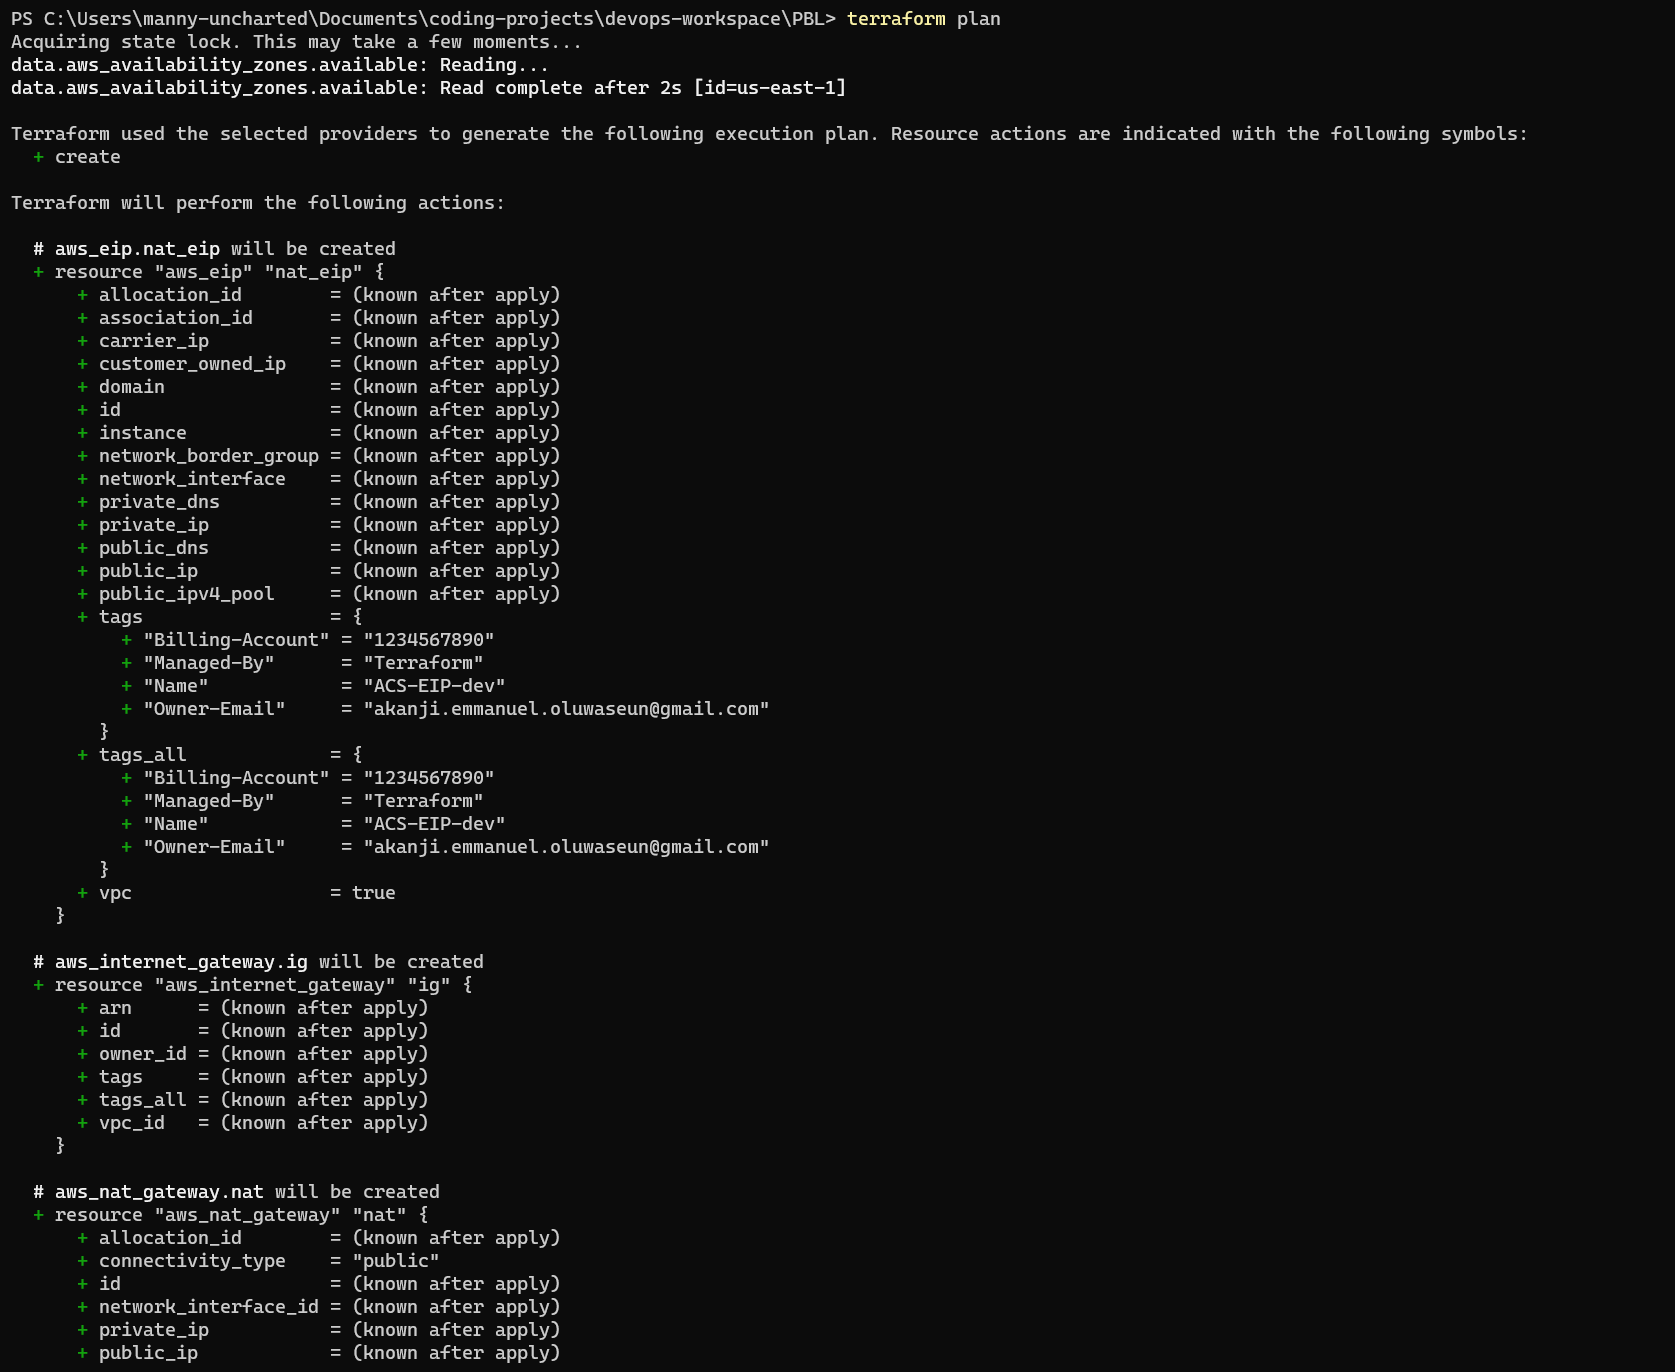 PS C:\Users\manny-uncharted\Documents\coding-projects\devops-workspace\PBL> terraform plan
Acquiring state lock. This may take a few moments...
data.aws_availability_zones.available: Reading...
data.aws_availability_zones.available: Read complete after 2s [id=us-east-1]

Terraform used the selected providers to generate the following execution plan. Resource actions are indicated with the following symbols:
  + create

Terraform will perform the following actions:

  # aws_eip.nat_eip will be created
  + resource "aws_eip" "nat_eip" {
      + allocation_id        = (known after apply)
      + association_id       = (known after apply)
      + carrier_ip           = (known after apply)
      + customer_owned_ip    = (known after apply)
      + domain               = (known after apply)
      + id                   = (known after apply)
      + instance             = (known after apply)
      + network_border_group = (known after apply)
      + network_interface    = (known after apply)
      + private_dns          = (known after apply)
      + private_ip           = (known after apply)
      + public_dns           = (known after apply)
      + public_ip            = (known after apply)
      + public_ipv4_pool     = (known after apply)
      + tags                 = {
          + "Billing-Account" = "1234567890"
          + "Managed-By"      = "Terraform"
          + "Name"            = "ACS-EIP-dev"
          + "Owner-Email"     = "akanji.emmanuel.oluwaseun@gmail.com"
        }
      + tags_all             = {
          + "Billing-Account" = "1234567890"
          + "Managed-By"      = "Terraform"
          + "Name"            = "ACS-EIP-dev"
          + "Owner-Email"     = "akanji.emmanuel.oluwaseun@gmail.com"
        }
      + vpc                  = true
    }

  # aws_internet_gateway.ig will be created
  + resource "aws_internet_gateway" "ig" {
      + arn      = (known after apply)
      + id       = (known after apply)
      + owner_id = (known after apply)
      + tags     = (known after apply)
      + tags_all = (known after apply)
      + vpc_id   = (known after apply)
    }

  # aws_nat_gateway.nat will be created
  + resource "aws_nat_gateway" "nat" {
      + allocation_id        = (known after apply)
      + connectivity_type    = "public"
      + id                   = (known after apply)
      + network_interface_id = (known after apply)
      + private_ip           = (known after apply)
      + public_ip            = (known after apply)